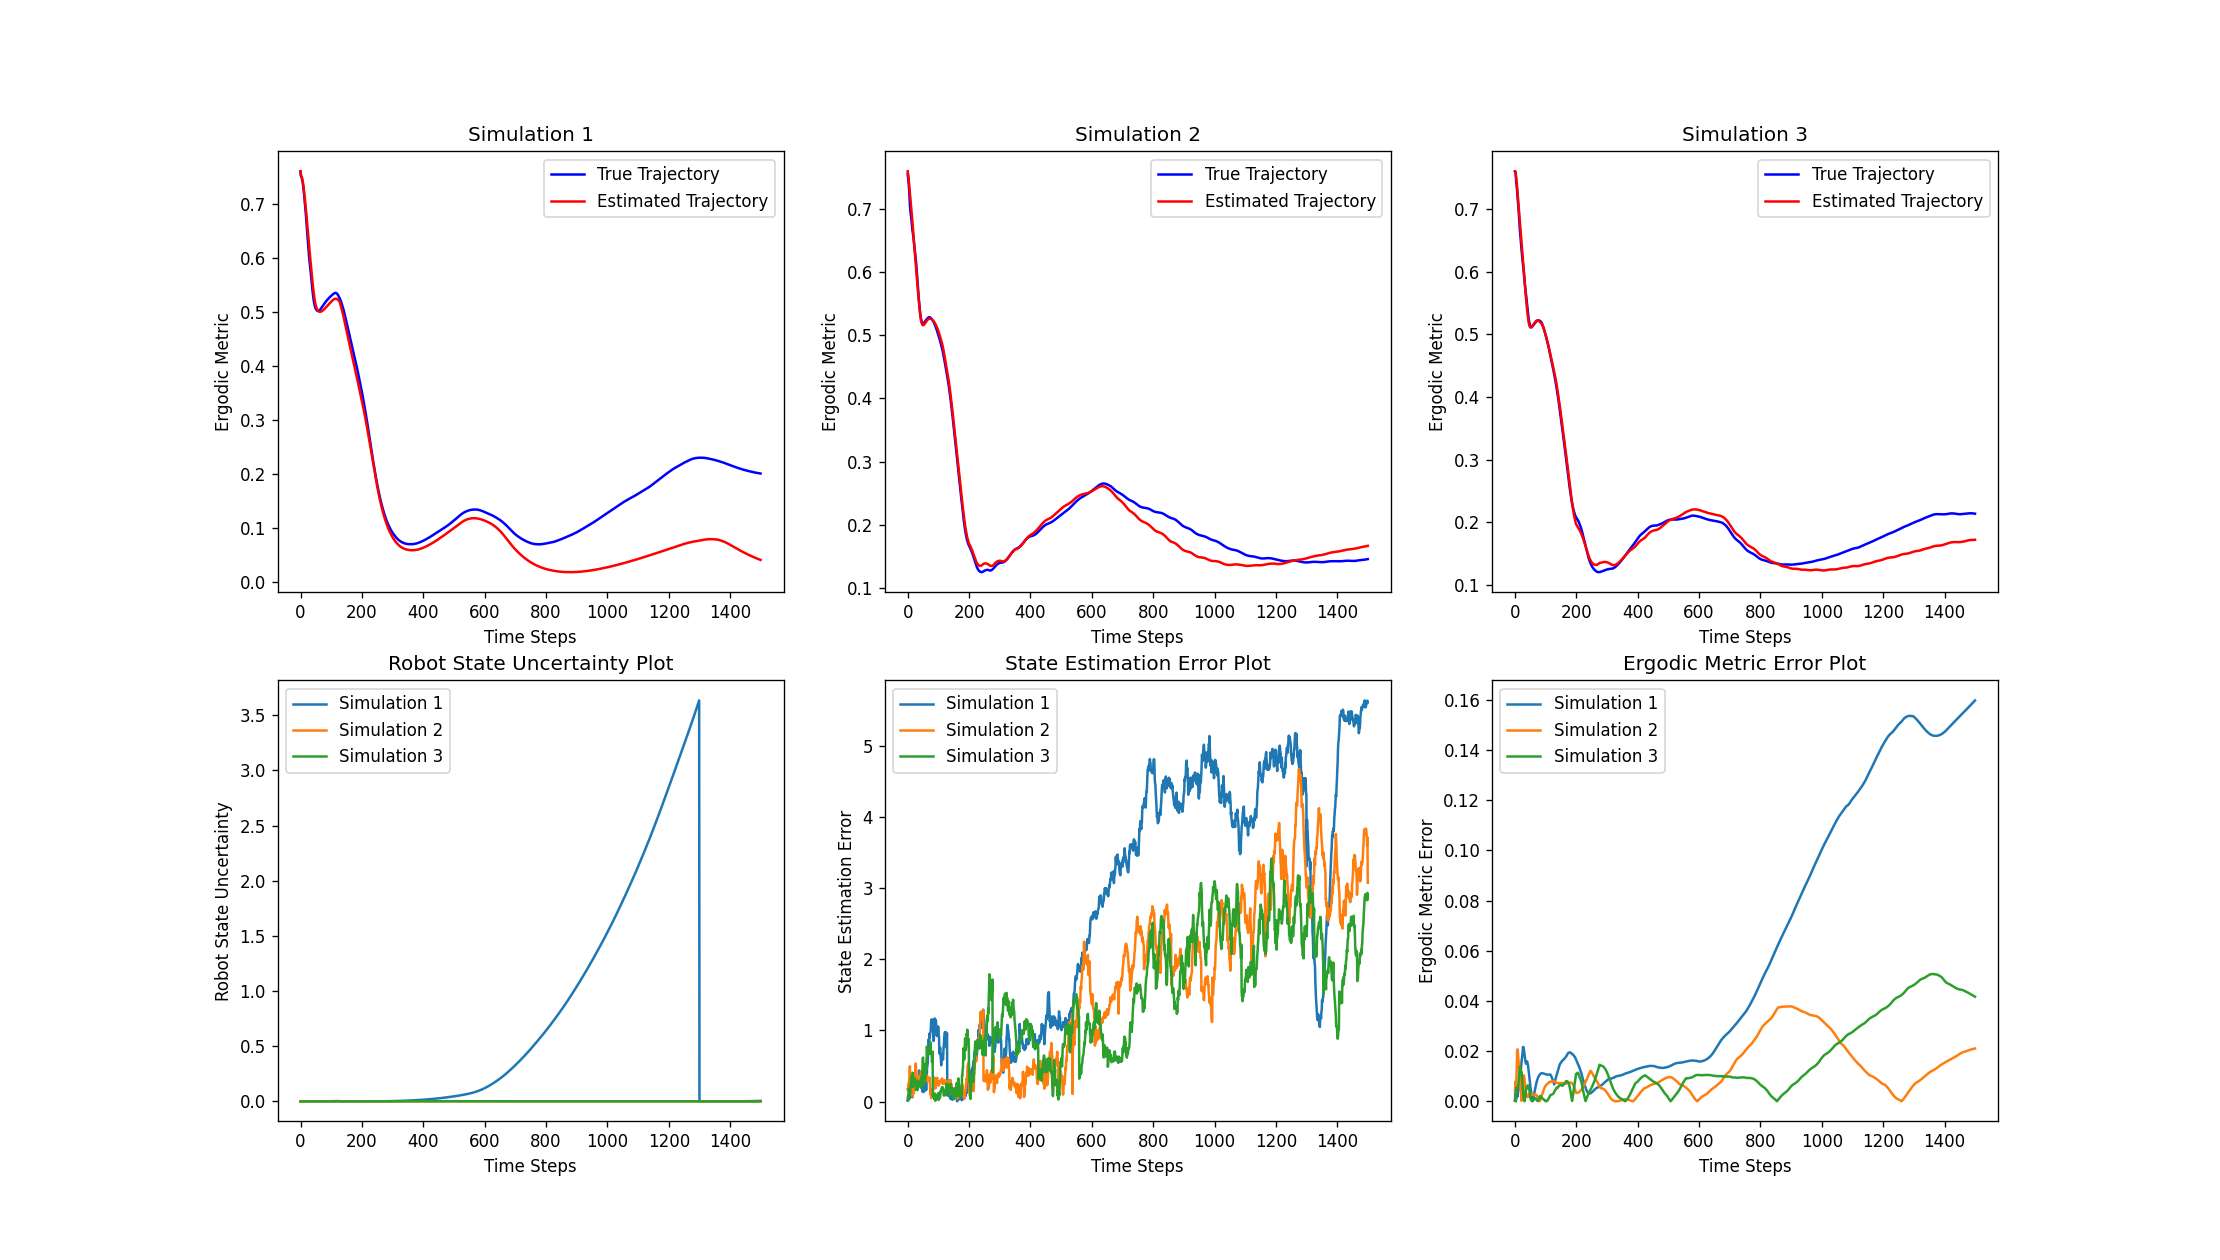 Simulation 1
Simulation 2
Simulation 3
True Trajectory
Estimated Trajectory
True Trajectory
Estimated Trajectory
True Trajectory
Estimated Trajectory
Ergodic Metric
0.7
0.6
0.5
0.4
0.3
0.2
0.1
0.0
Ergodic Metric
0.7
0.6
0.5
0.4
0.3
0.2
0.1
Ergodic Metric
0.7
0.6
0.5
0.4
0.3
0.2
0.1
0 200 400 600 800 1000 1200 1400
0 200 400 600 800 1000 1200 1400
0 200 400 600 800 1000 1200 1400
Time Steps
Time Steps
Time Steps
Robot State Uncertainty Plot
State Estimation Error Plot
Ergodic Metric Error Plot
Simulation 1
Simulation 2
Simulation 3
Simulation 1
Simulation 2
Simulation 3
Simulation 1
Simulation 2
Simulation 3
Robot State Uncertainty
3.5
3.0
2.5
2.0
1.5
1.0
0.5
0.0
State Estimation Error
5
4
3
2
1
0
Ergodic Metric Error
0.16
0.14
0.12
0.10
0.08
0.06
0.04
0.02
0.00
0 200 400 600 800 1000 1200 1400
0 200 400 600 800 1000 1200 1400
0 200 400 600 800 1000 1200 1400
Time Steps
Time Steps
Time Steps